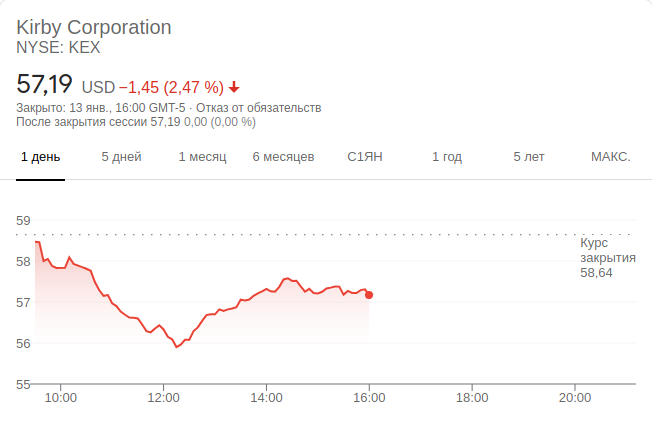 Kirby Corporation
NYSE: KEX
57,19 USD −1,45 (2,47 %)
Закрыто: 13 янв., 16:00 GMT-5 · Отказ от обязательств
После закрытия сессии 57,19 0,00 (0,00 %)
1 день 5 дней 1 месяц 6 месяцев С1ЯН 1 год 5 лет МАКС.
59
Курс
закрытия
58,64
58
57
56
55
10:00 12:00 14:00 16:00 18:00 20:00